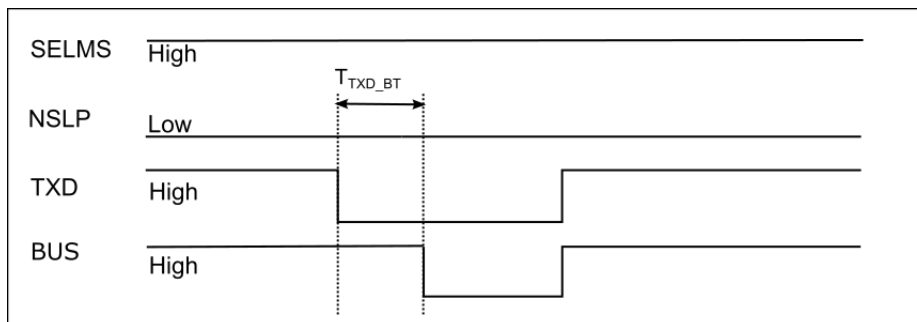 SELMS High
T_TXD_BT
NSLP Low
TXD High
BUS High